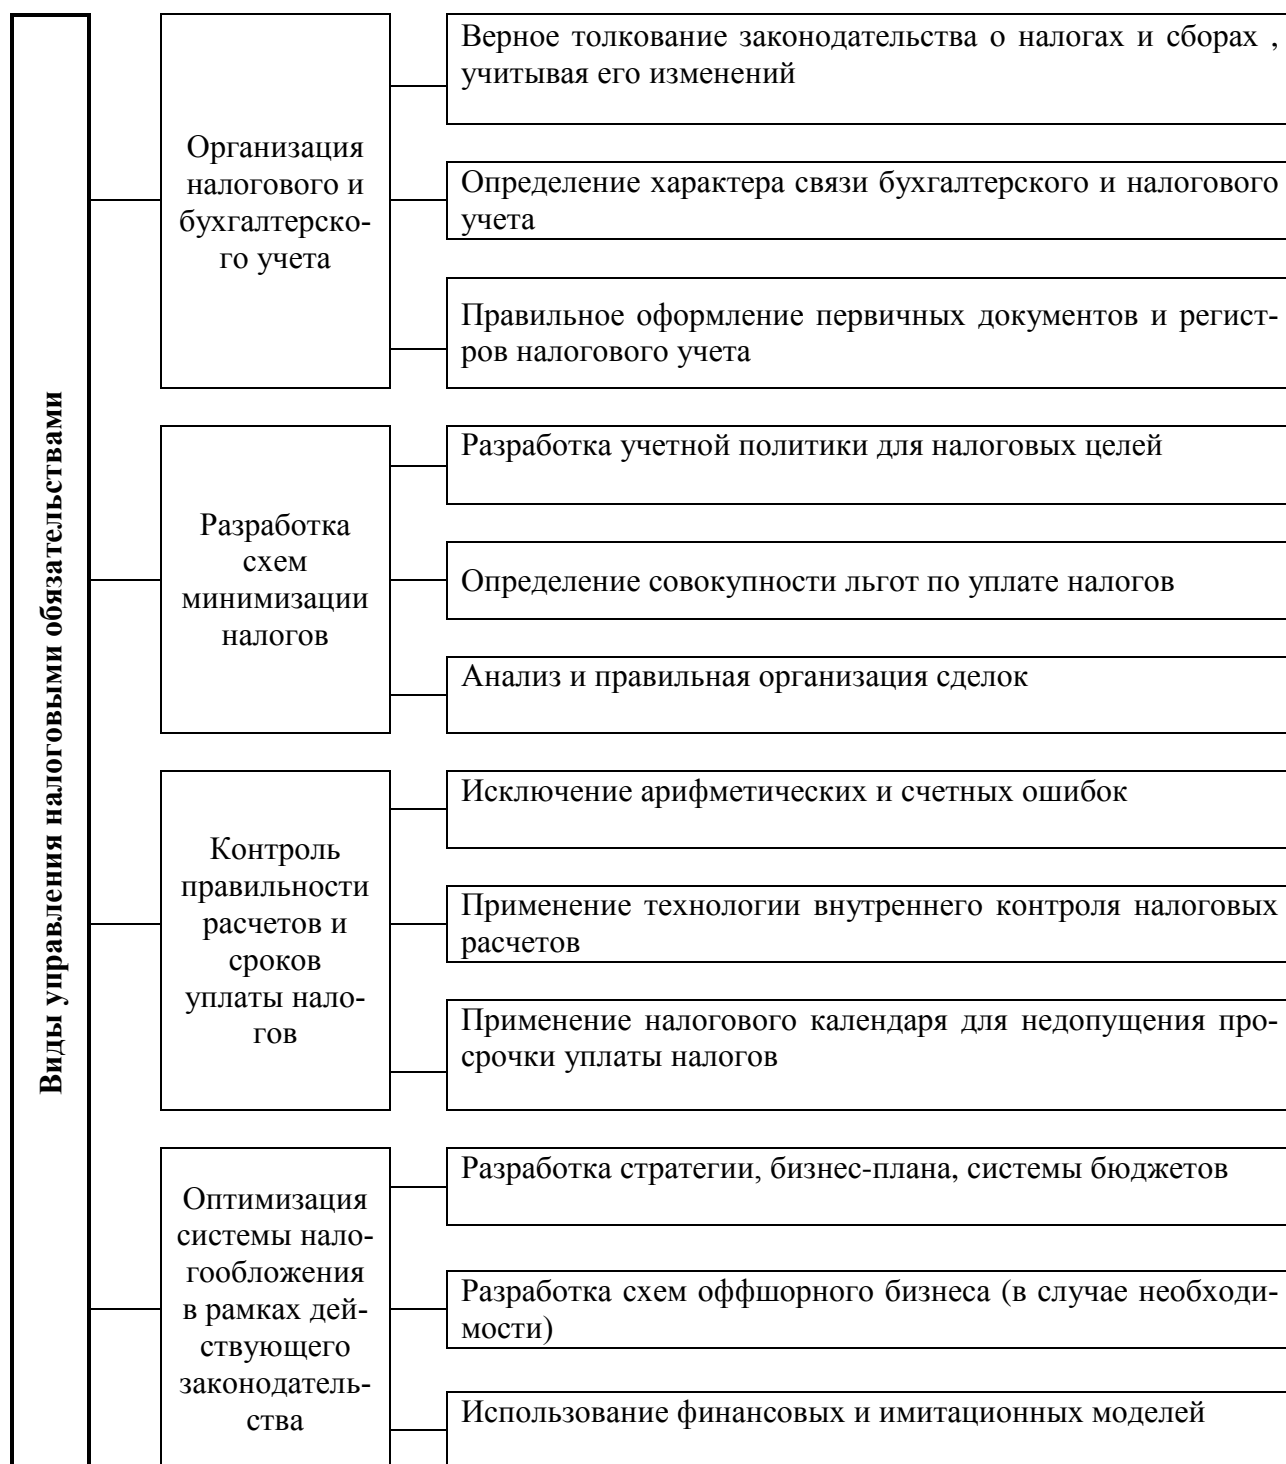 Виды управления налоговыми обязательствами
Организация
налогового и
бухгалтерско-
го учета
Верное толкование законодательства о налогах и сборах ,
учитывая его изменений
Определение характера связи бухгалтерского и налогового
учета
Правильное оформление первичных документов и регист-
ров налогового учета
Разработка
схем
минимизации
налогов
Разработка учетной политики для налоговых целей
Определение совокупности льгот по уплате налогов
Анализ и правильная организация сделок
Контроль
правильности
расчетов и
сроков
уплаты нало-
гов
Исключение арифметических и счетных ошибок
Применение технологии внутреннего контроля налоговых
расчетов
Применение налогового календаря для недопущения про-
срочки уплаты налогов
Оптимизация
системы нало-
гообложения
в рамках дей-
ствующего
законодатель-
ства
Разработка стратегии, бизнес-плана, системы бюджетов
Разработка схем оффшорного бизнеса (в случае необходи-
мости)
Использование финансовых и имитационных моделей